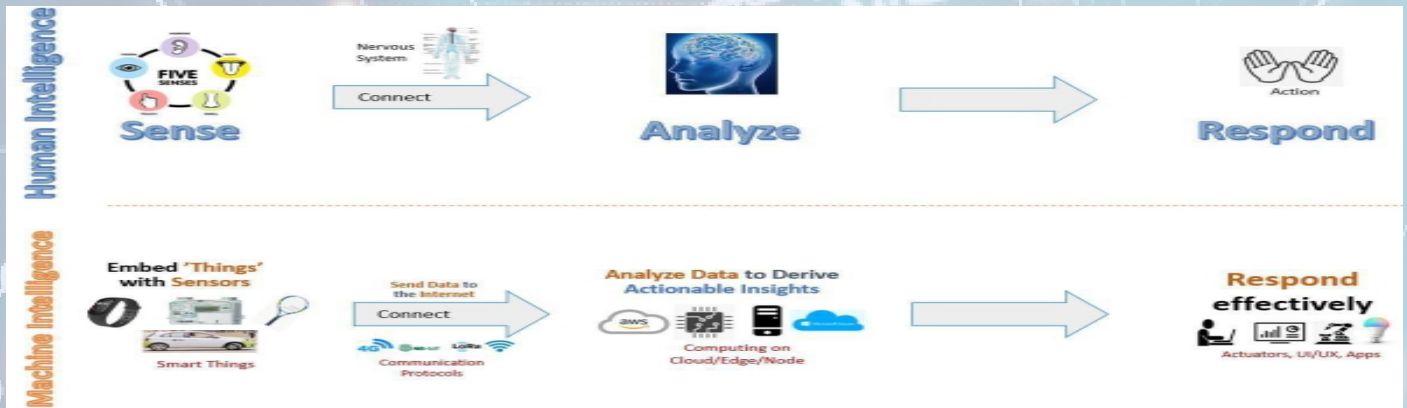 Human Intelligence
FIVE
SENSES
Sense
Nervous
System
Connect
Analyze
Action
Respond
Machine Intelligence
Embed 'Things'
with Sensors
Smart Things
Send Data to
the Internet
Connect
4G
LoRa
Communication
Protocols
Analyze Data to Derive
Actionable Insights
aws
Computing on
Cloud/Edge/Node
Respond
effectively
Actuators, UI/UX, Apps